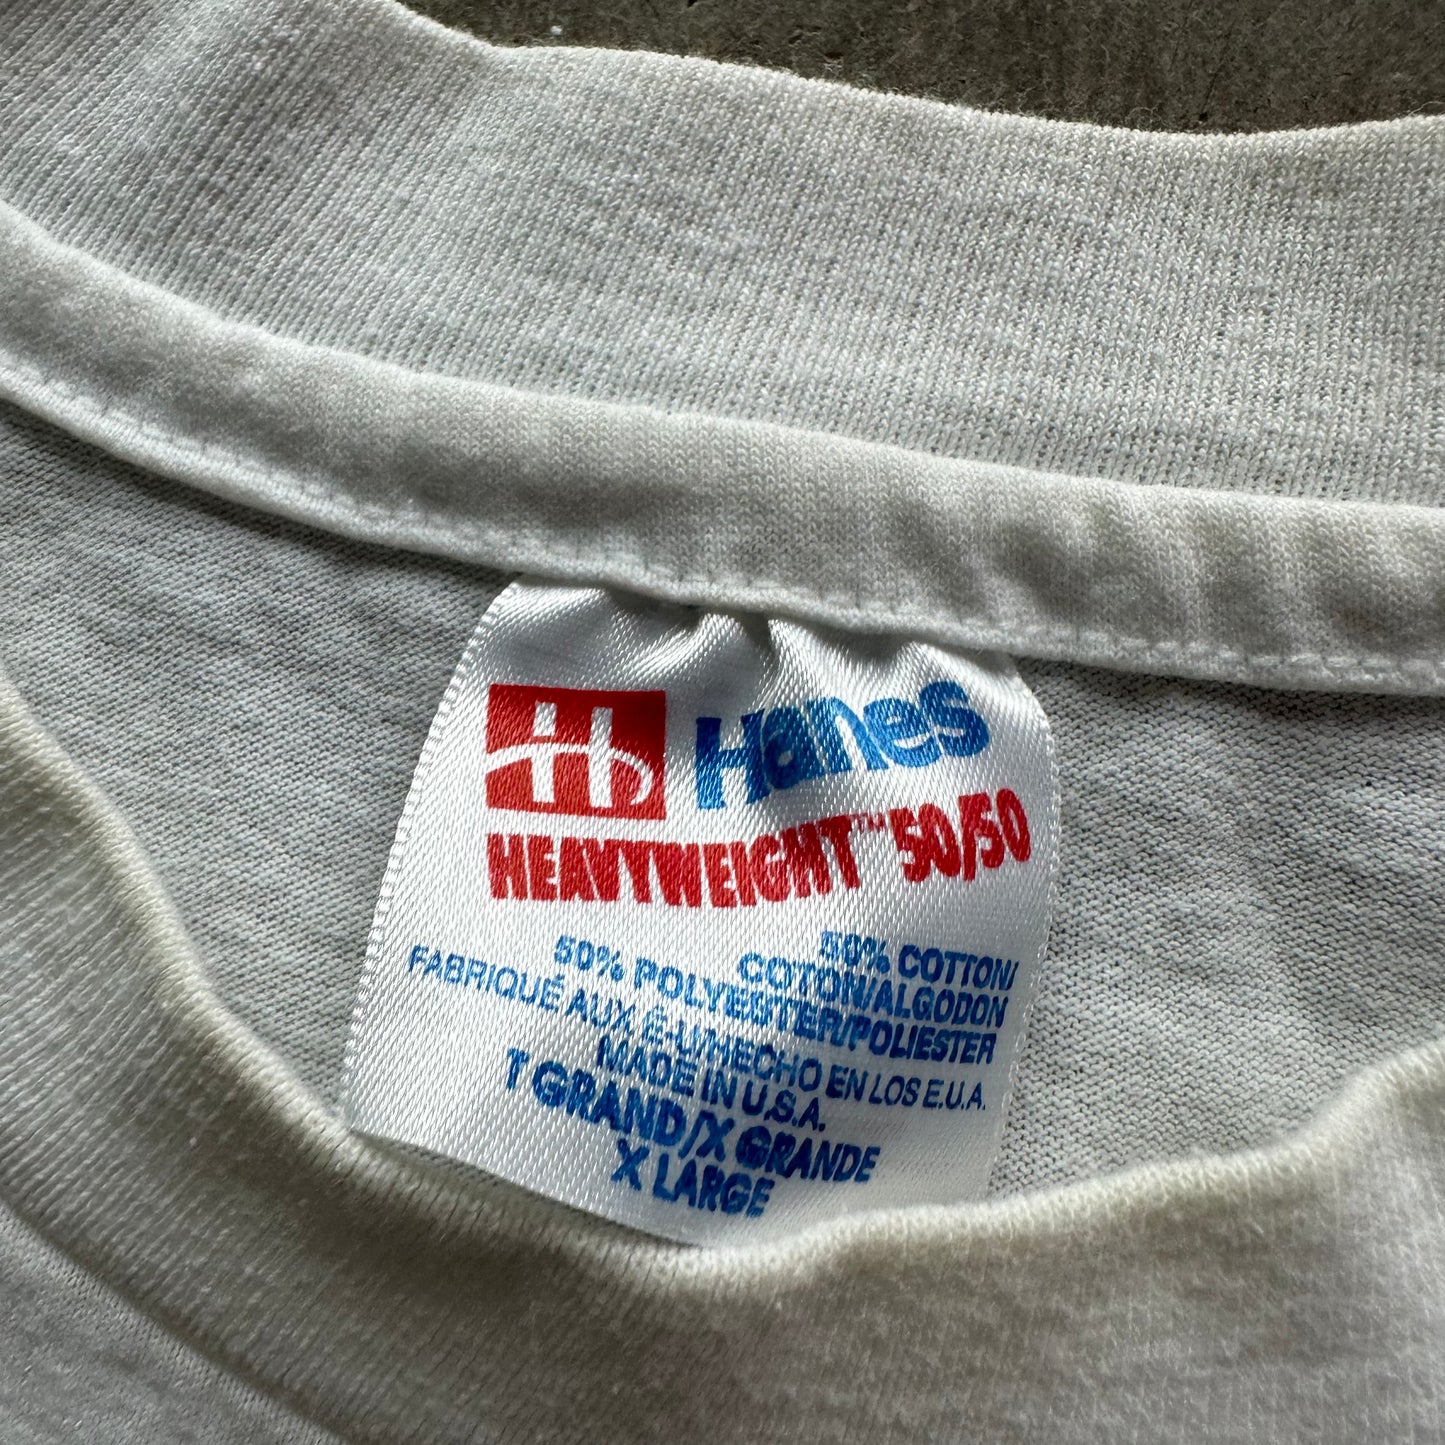 Hanes
HEAVYWEIGHT™ 50/50
50% COTTON/
COTON/ALGODON
50% POLYESTER/POLIESTER
FABRIQUÉ AUX É-U/HECHO EN LOS E.U.A.
MADE IN U.S.A.
T GRAND/X GRANDE
X LARGE